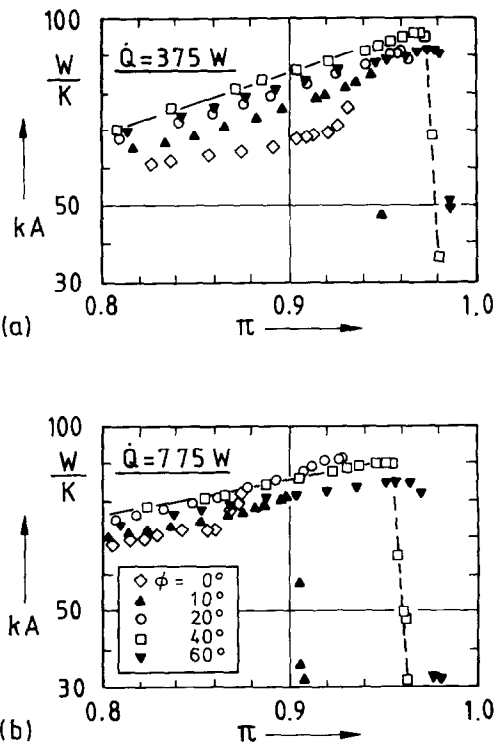 100
W
K
Q̇ = 375 W
50
kA
30
0.8
0.9
1.0
(a)
π
100
W
K
Q̇ = 775 W
◇ ϕ = 0°
▲ 10°
○ 20°
□ 40°
▼ 60°
50
kA
30
0.8
0.9
1.0
(b)
π